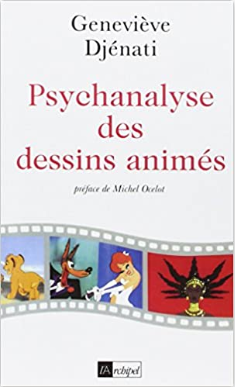 Geneviève
Djénati
Psychanalyse
des
dessins animés
préface de Michel Ocelot
l'Archipel